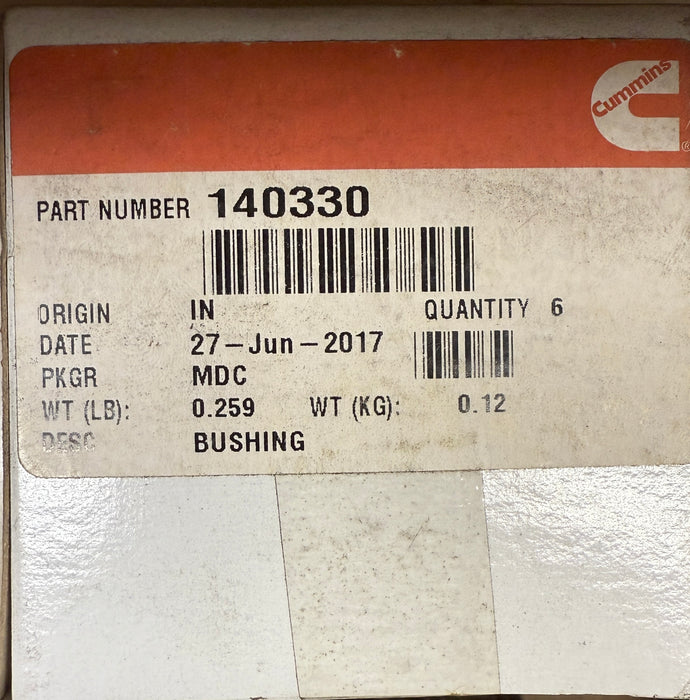 Cummins
®
PART NUMBER 140330
ORIGIN IN QUANTITY 6
DATE 27-Jun-2017
PKGR MDC
WT (LB): 0.259 WT (KG): 0.12
DESC BUSHING